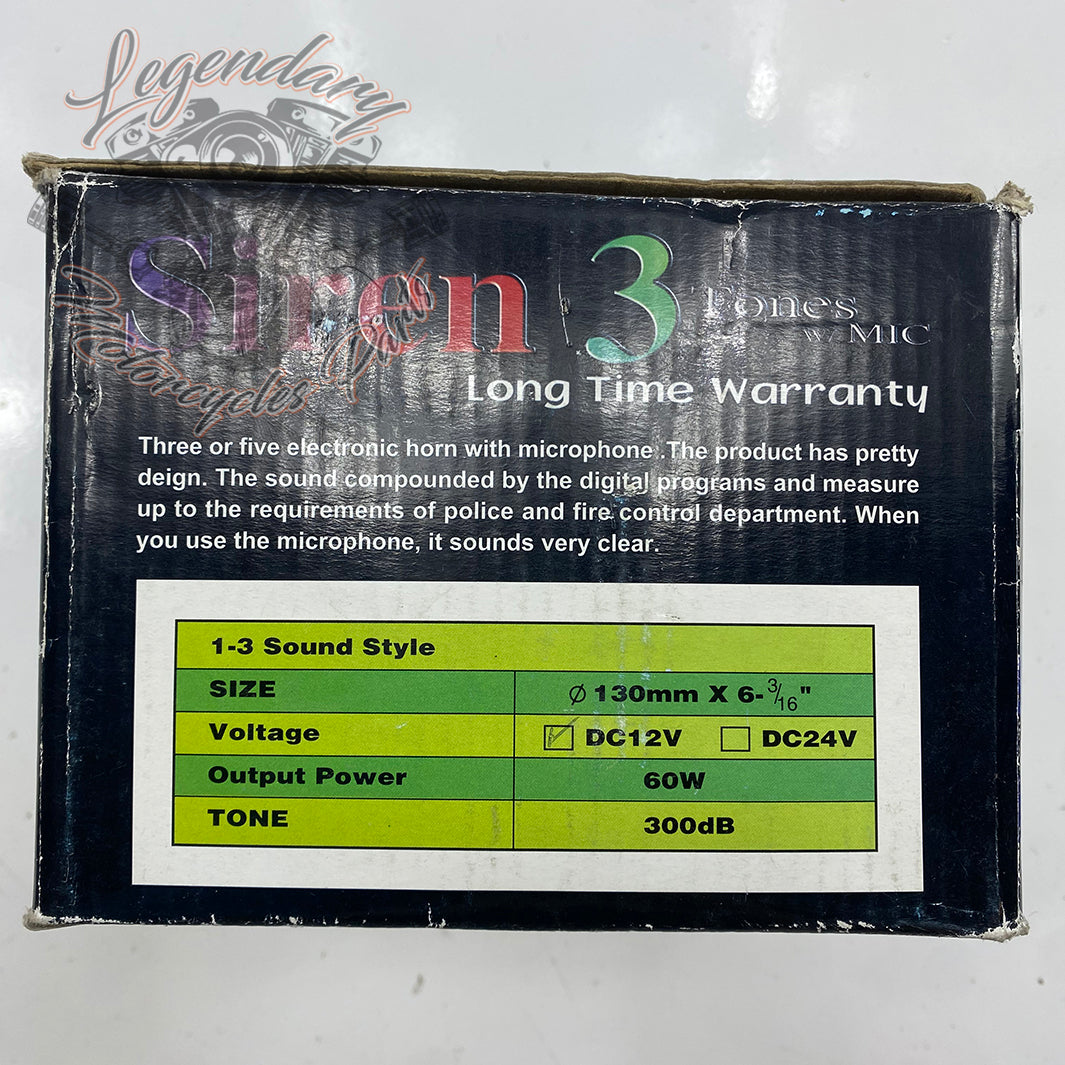 Legendary
Motorcycles Paris
Siren 3 Tones
w/ MIC
Long Time Warranty
Three or five electronic horn with microphone .The product has pretty
deign. The sound compounded by the digital programs and measure
up to the requirements of police and fire control department. When
you use the microphone, it sounds very clear.
1-3 Sound Style
SIZE ∅ 130mm X 6-3/16"
Voltage ☑ DC12V ☐ DC24V
Output Power 60W
TONE 300dB